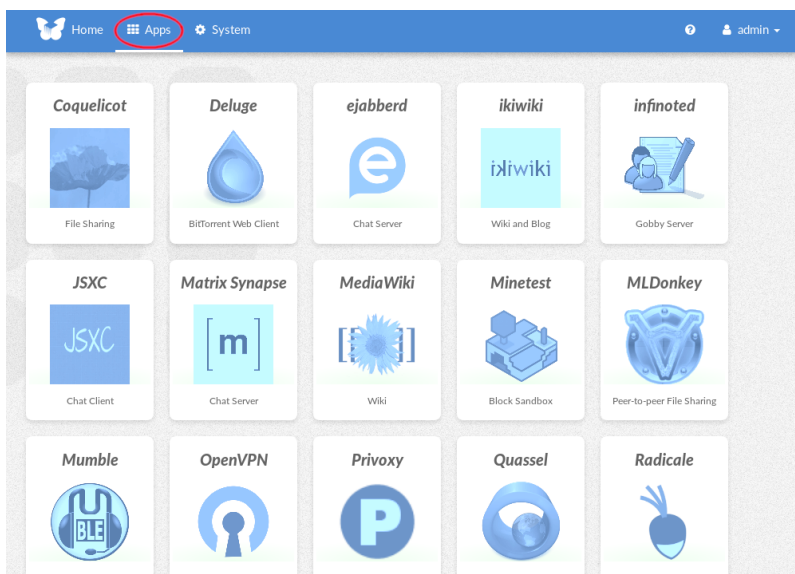 Home Apps System admin
Coquelicot Deluge ejabberd ikiwiki infinoted
ikiwiki
File Sharing BitTorrent Web Client Chat Server Wiki and Blog Gobby Server
JSXC Matrix Synapse MediaWiki Minetest MLDonkey
JSXC [m]
Chat Client Chat Server Wiki Block Sandbox Peer-to-peer File Sharing
Mumble OpenVPN Privoxy Quassel Radicale
BLE P